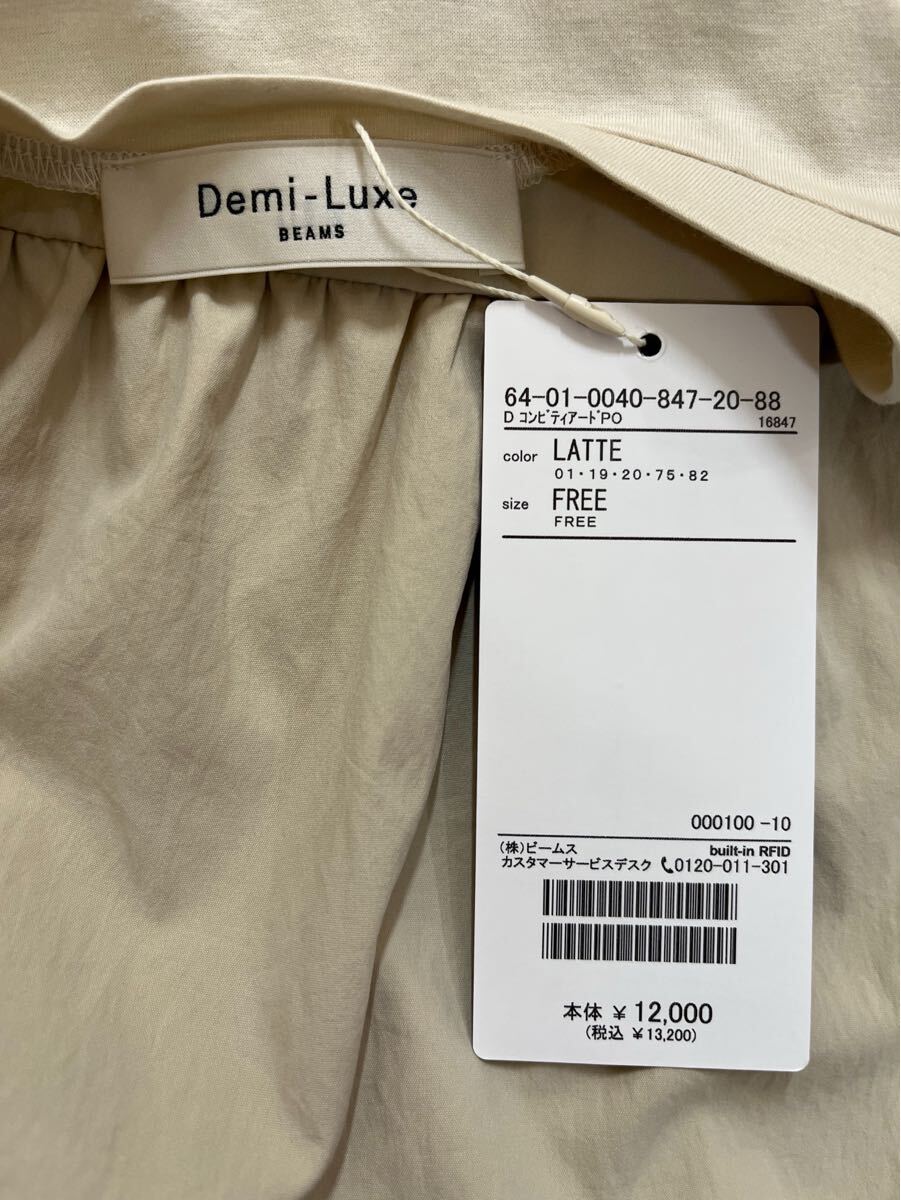 Demi-Luxe
BEAMS
64-01-0040-847-20-88
D コンビティアードPO 16847
color LATTE
01・19・20・75・82
size FREE
FREE
000100 -10
(株)ビームス built-in RFID
カスタマーサービスデスク 0120-011-301
本体 ¥ 12,000
(税込 ¥13,200)